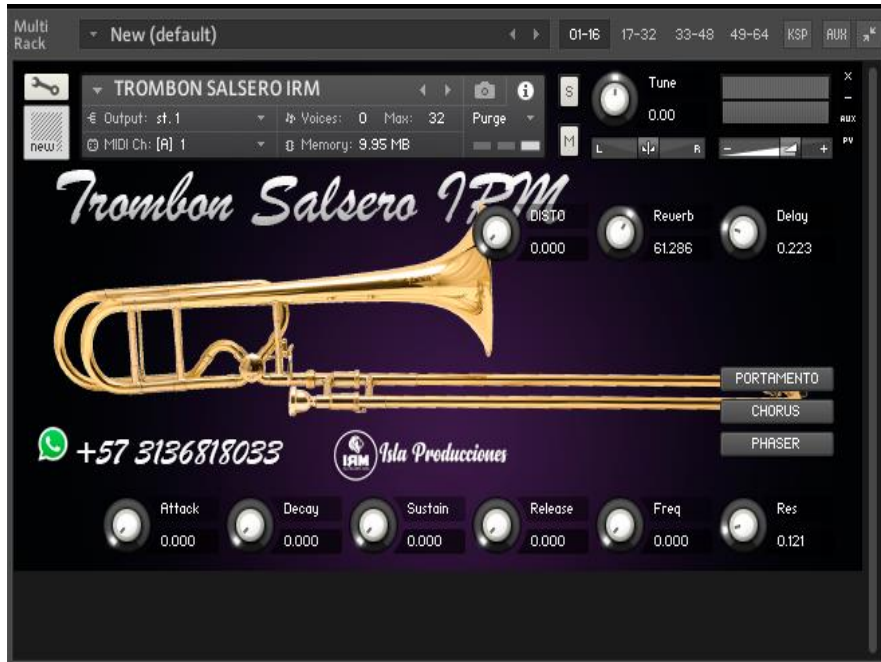 Multi Rack New (default) 01-16 17-32 33-48 49-64 KSP AUX
TROMBON SALSERO IRM i S Tune ×
Output: st.1 Voices: 0 Max: 32 Purge 0.00 AUX
new MIDI Ch: [A] 1 Memory: 9.95 MB M L R - + PV
Trombon Salsero IRM
DISTO Reverb Delay
0.000 61.286 0.223
PORTAMENTO
CHORUS
PHASER
+57 3136818033 IRM Isla Producciones
Attack Decay Sustain Release Freq Res
0.000 0.000 0.000 0.000 0.000 0.121